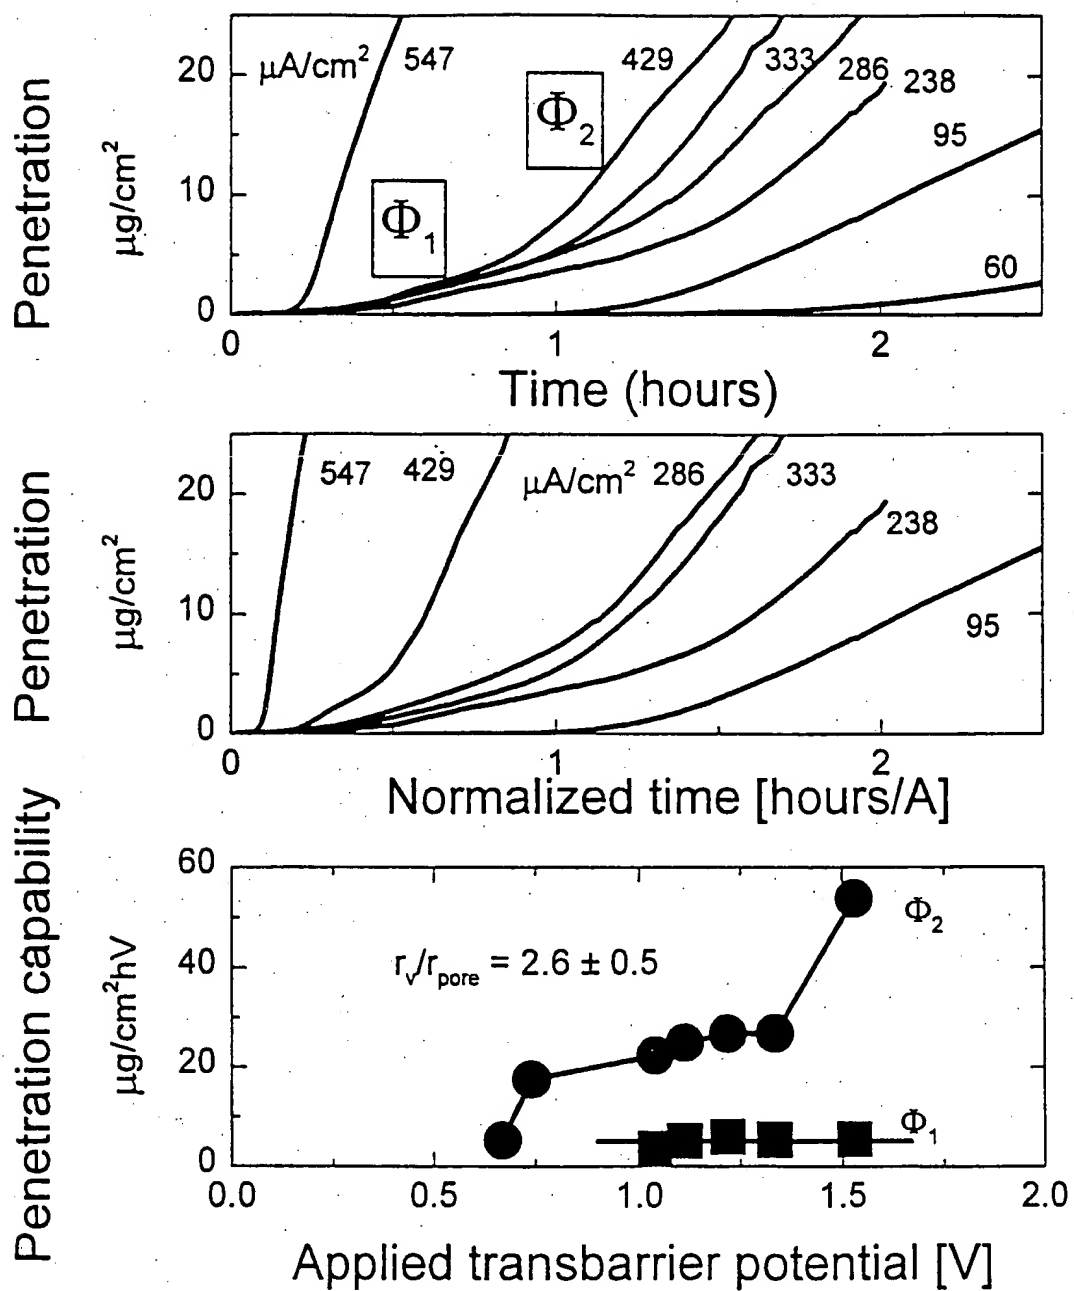 Penetration
μg/cm²
20
10
0
μA/cm² 547 429 333 286 238
95
60
Φ₁
Φ₂
0 1 2
Time (hours)
Penetration
μg/cm²
20
10
0
547 429 μA/cm² 286 333
238
95
0 1 2
Normalized time [hours/A]
Penetration capability
μg/cm²hV
60
40
20
0
rᵥ/r_pore = 2.6 ± 0.5
Φ₂
Φ₁
0.0 0.5 1.0 1.5 2.0
Applied transbarrier potential [V]